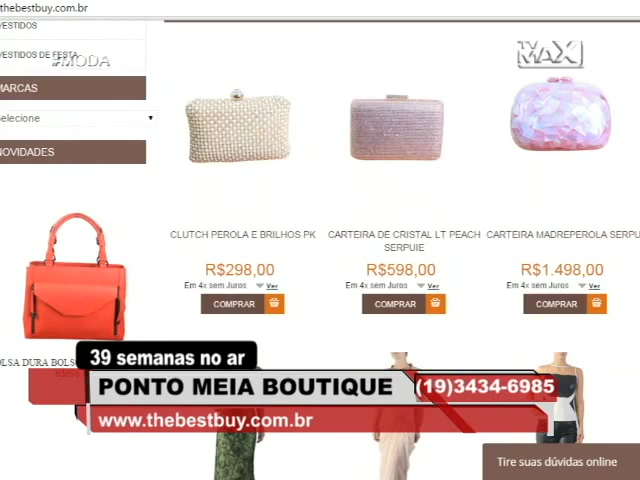 thebestbuy.com.br
VESTIDOS
VESTIDOS DE FESTA
#MODA
MAX
MARCAS
Selecione
NOVIDADES
CLUTCH PEROLA E BRILHOS PK
R$298,00
Em 4x sem Juros Ver
COMPRAR
CARTEIRA DE CRISTAL LT PEACH
SERPUIE
R$598,00
Em 4x sem Juros Ver
COMPRAR
CARTEIRA MADREPEROLA SERPU
R$1.498,00
Em 4x sem Juros Ver
COMPRAR
OLSA DURA BOLS
39 semanas no ar
PONTO MEIA BOUTIQUE
(19)3434-6985
www.thebestbuy.com.br
Tire suas dúvidas online